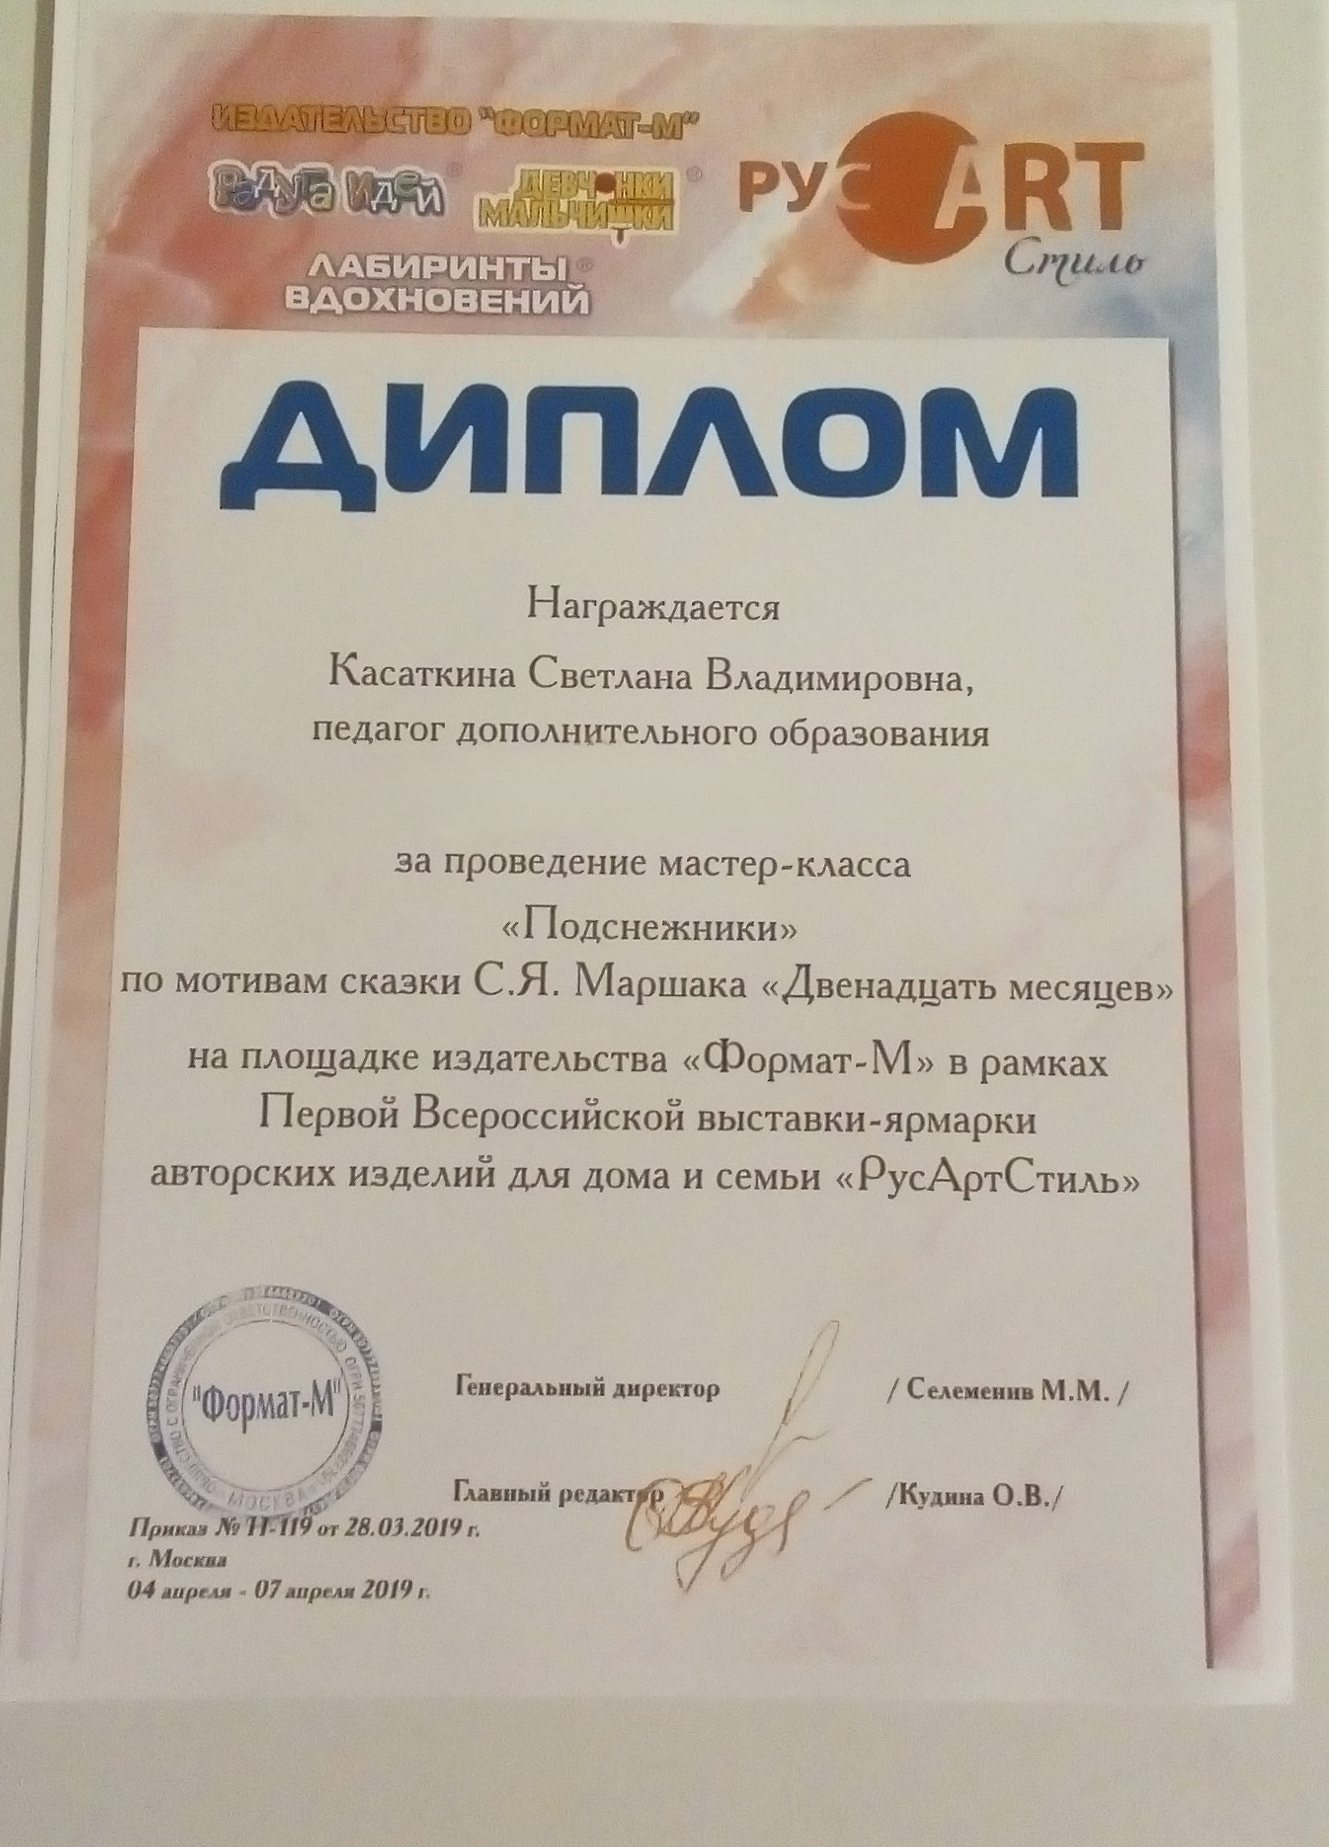 ИЗДАТЕЛЬСТВО "ФОРМАТ-М"
Радуга Идей ®
ДЕВЧОНКИ ®
МАЛЬЧИШКИ
РУСART
Стиль
ЛАБИРИНТЫ ®
ВДОХНОВЕНИЙ
ДИПЛОМ
Награждается
Касаткина Светлана Владимировна,
педагог дополнительного образования
за проведение мастер-класса
«Подснежники»
по мотивам сказки С.Я. Маршака «Двенадцать месяцев»
на площадке издательства «Формат-М» в рамках
Первой Всероссийской выставки-ярмарки
авторских изделий для дома и семьи «РусАртСтиль»
"Формат-М"
МОСКВА
Генеральный директор / Селеменив М.М. /
Главный редактор /Кудина О.В./
Приказ № П-119 от 28.03.2019 г.
г. Москва
04 апреля - 07 апреля 2019 г.